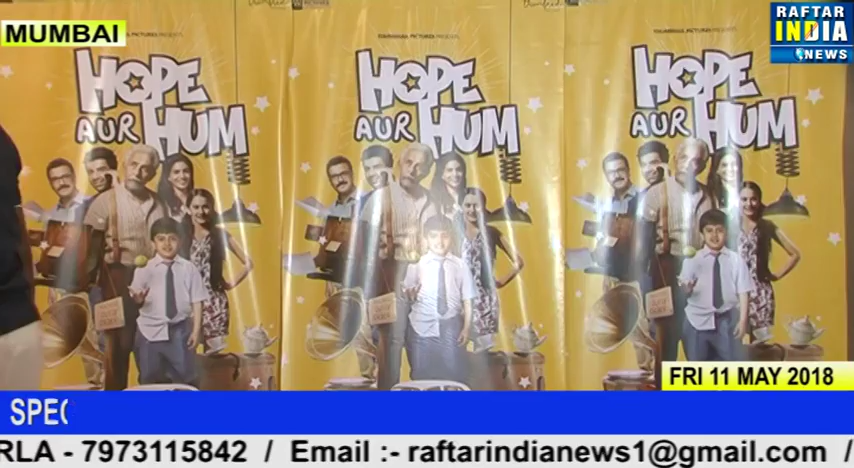 MUMBAI
RAFTAR
INDIA
NEWS
HOPE
AUR HUM
HOPE
AUR HUM
HOPE
AUR HUM
FRI 11 MAY 2018
SPEC
RLA - 7973115842 / Email :- raftarindianews1@gmail.com /